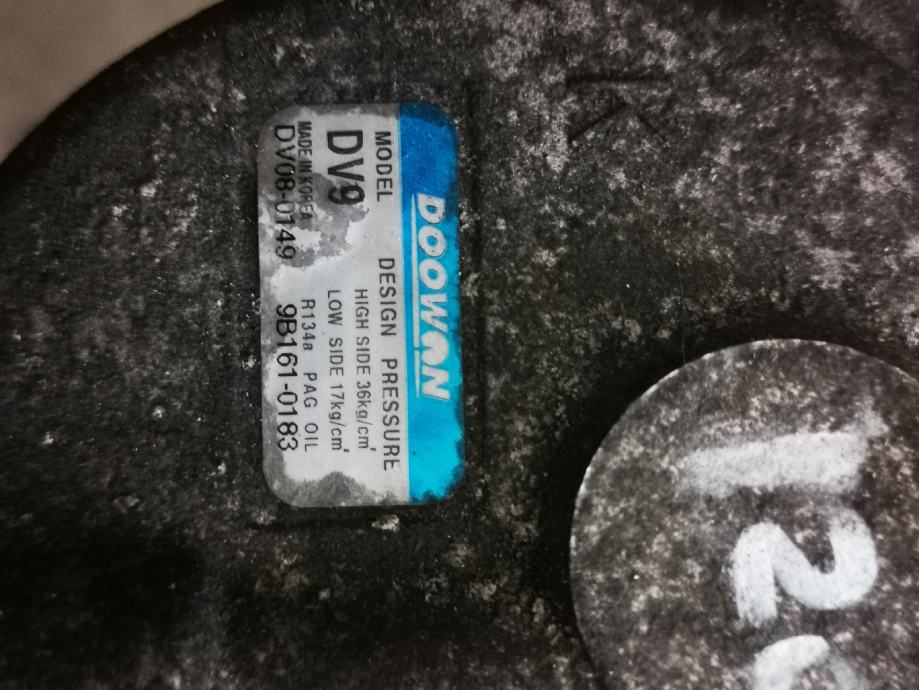 DOOWON
MODEL
DV9
MADE IN KOREA
DV08-0149
DESIGN PRESSURE
HIGH SIDE 36kg/cm²
LOW SIDE 17kg/cm²
R134a PAG OIL
9B161-0183
K
12